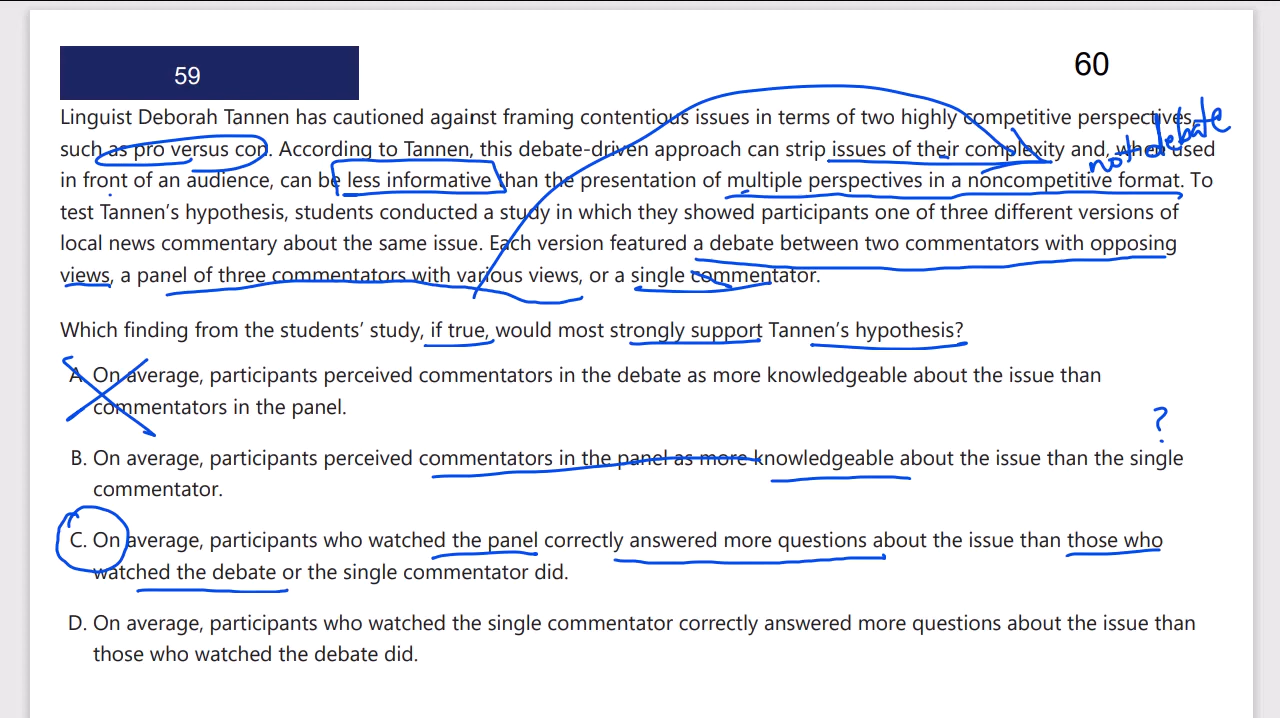 59
60
Linguist Deborah Tannen has cautioned against framing contentious issues in terms of two highly competitive perspectives,
such as pro versus con. According to Tannen, this debate-driven approach can strip issues of their complexity and, when used
not debate
in front of an audience, can be less informative than the presentation of multiple perspectives in a noncompetitive format. To
test Tannen's hypothesis, students conducted a study in which they showed participants one of three different versions of
local news commentary about the same issue. Each version featured a debate between two commentators with opposing
views, a panel of three commentators with various views, or a single commentator.
Which finding from the students' study, if true, would most strongly support Tannen's hypothesis?
A. On average, participants perceived commentators in the debate as more knowledgeable about the issue than
commentators in the panel.
?
B. On average, participants perceived commentators in the panel as more knowledgeable about the issue than the single
commentator.
C. On average, participants who watched the panel correctly answered more questions about the issue than those who
watched the debate or the single commentator did.
D. On average, participants who watched the single commentator correctly answered more questions about the issue than
those who watched the debate did.